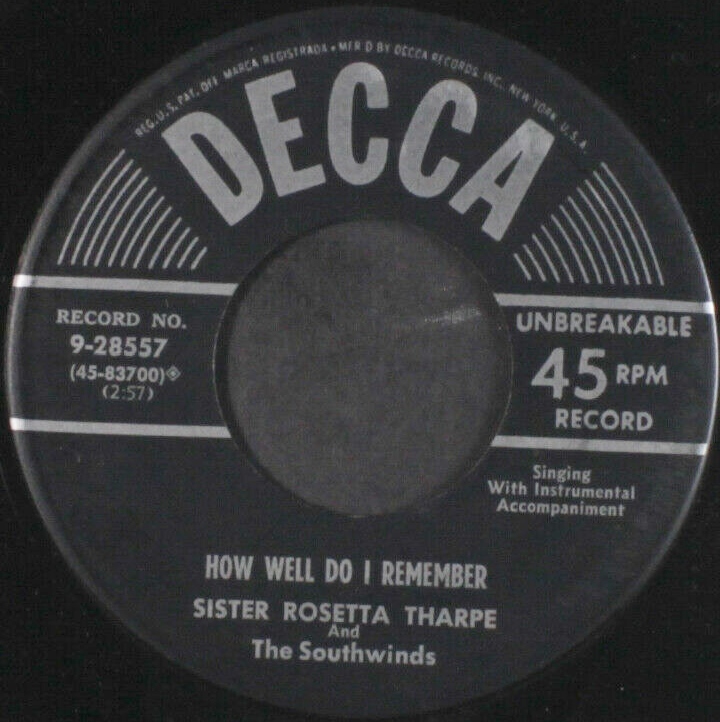 REG. U.S. PAT. OFF. MARCA REGISTRADA • MFR'D BY DECCA RECORDS, INC., NEW YORK, U.S.A.
DECCA
RECORD NO.
9-28557
(45-83700)
(2:57)
UNBREAKABLE
45 RPM
RECORD
Singing
With Instrumental
Accompaniment
HOW WELL DO I REMEMBER
SISTER ROSETTA THARPE
And
The Southwinds